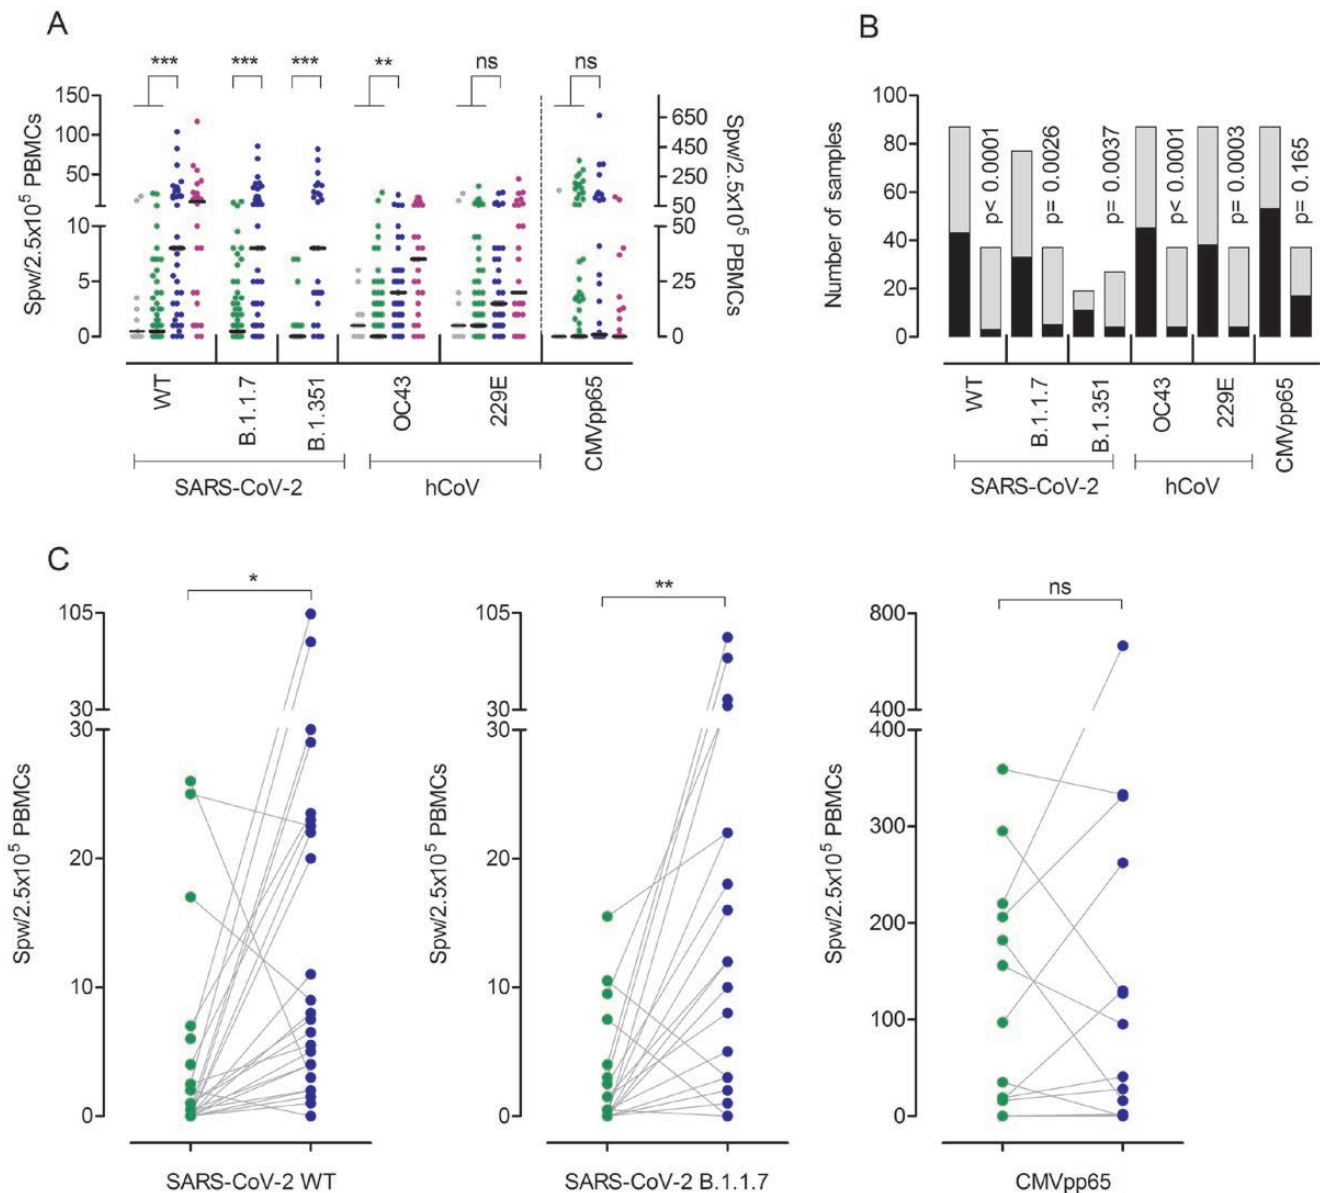 A
B
*** *** *** ** ns ns
Spw/2.5x10⁵ PBMCs
150
100
50
10
5
0
650
450
250
50
50
25
0
Spw/2.5x10⁵ PBMCs
WT
B.1.1.7
B.1.351
OC43
229E
CMVpp65
SARS-CoV-2
hCoV
Number of samples
100
80
60
40
20
0
p< 0.0001
p= 0.0026
p= 0.0037
p< 0.0001
p= 0.0003
p= 0.165
WT
B.1.1.7
B.1.351
OC43
229E
CMVpp65
SARS-CoV-2
hCoV
C
*
Spw/2.5x10⁵ PBMCs
105
30
30
20
10
0
SARS-CoV-2 WT
**
Spw/2.5x10⁵ PBMCs
105
30
30
20
10
0
SARS-CoV-2 B.1.1.7
ns
Spw/2.5x10⁵ PBMCs
800
400
400
300
200
100
0
CMVpp65